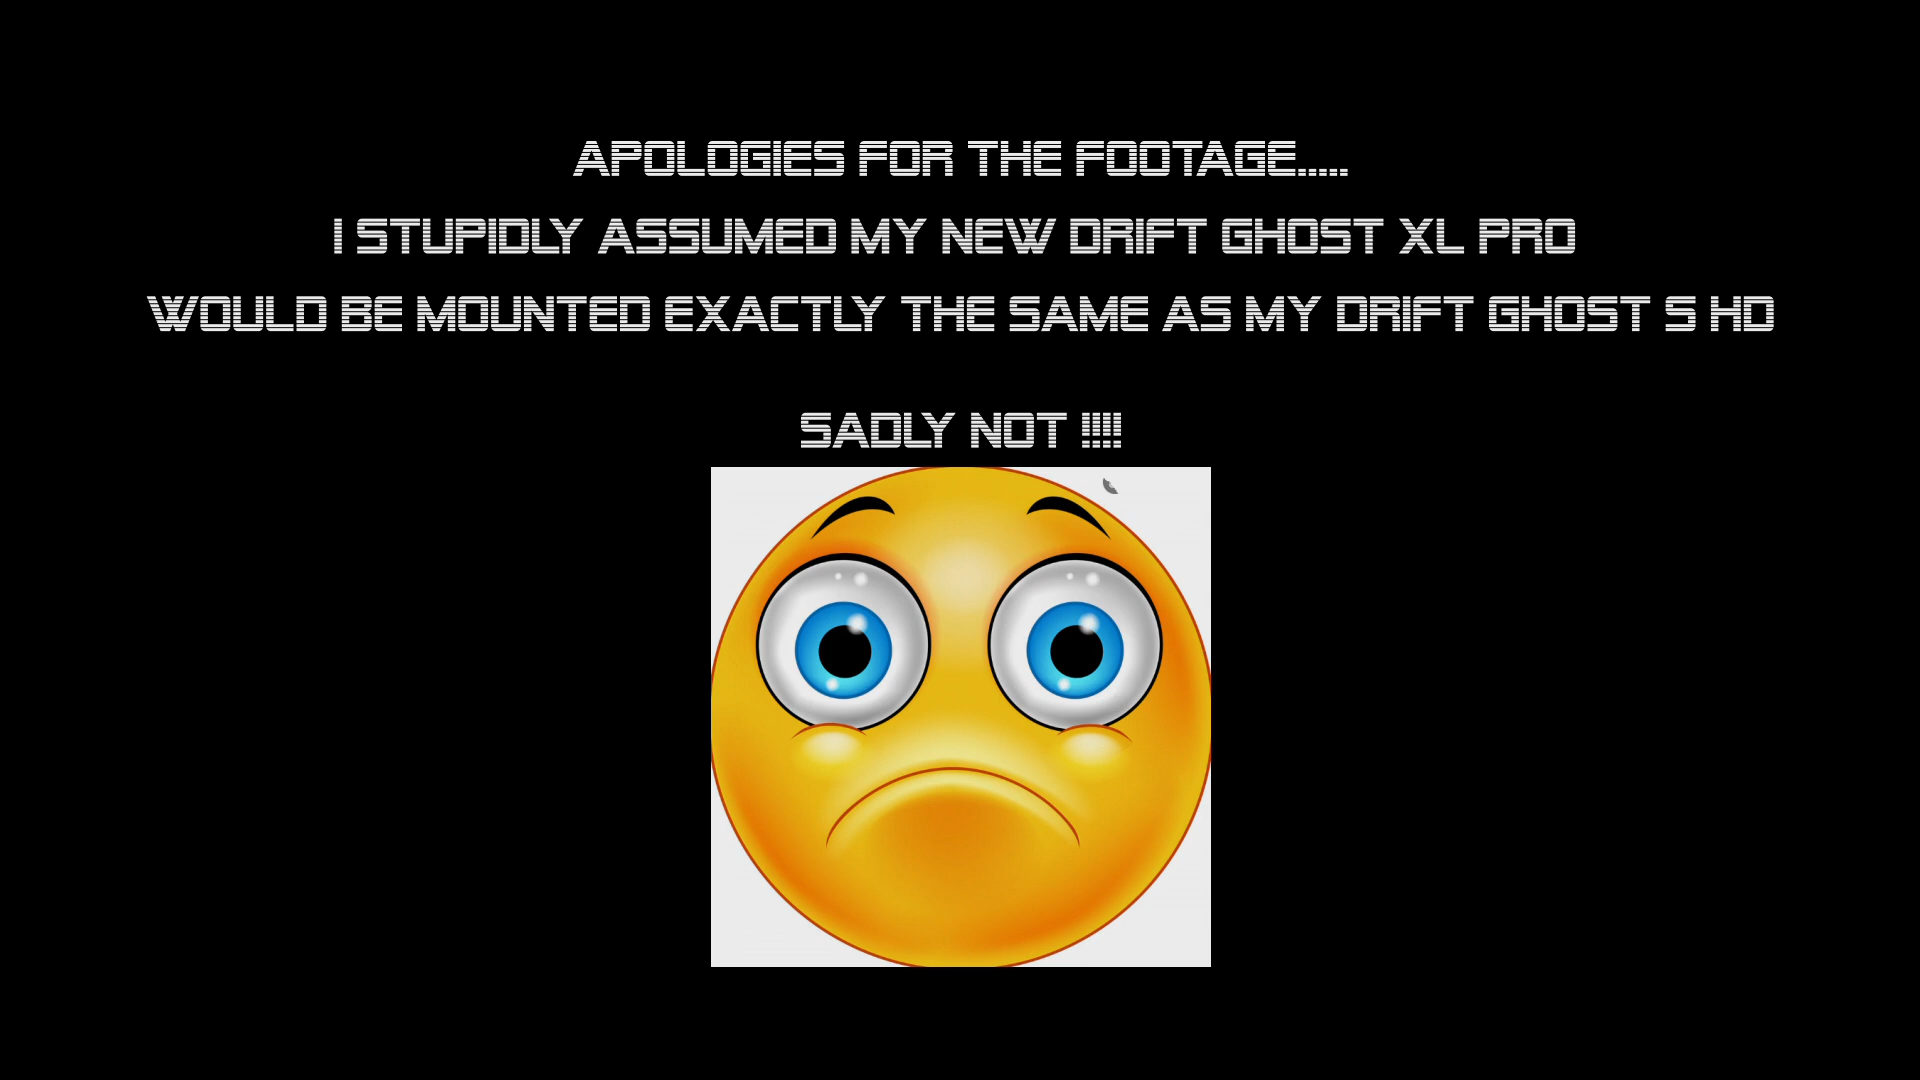 APOLOGIES FOR THE FOOTAGE.....
I STUPIDLY ASSUMED MY NEW DRIFT GHOST XL PRO
WOULD BE MOUNTED EXACTLY THE SAME AS MY DRIFT GHOST S HD
SADLY NOT !!!!